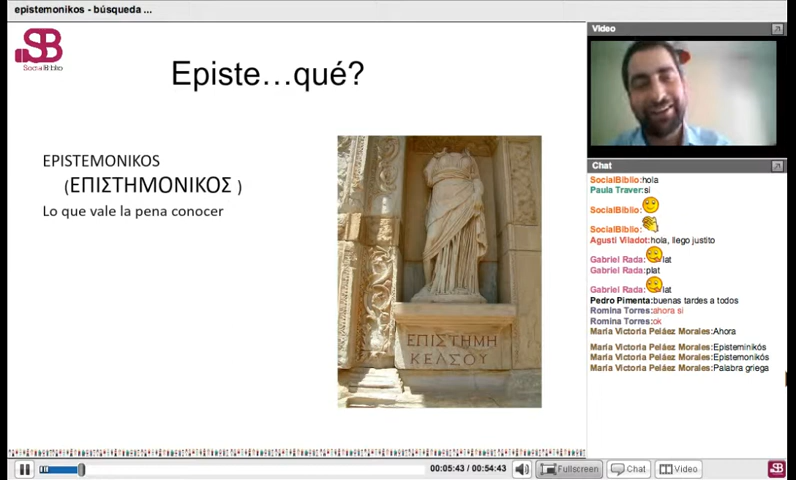 epistemonikos - búsqueda ...
SB
SocialBiblio
Episte…qué?
EPISTEMONIKOS
(ΕΠΙΣΤΗΜΟΝΙΚΟΣ )
Lo que vale la pena conocer
ΕΠΙΣΤΗΜΗ
ΚΕΛΣΟΥ
Video
Chat
SocialBiblio:hola
Paula Traver:si
SocialBiblio:
SocialBiblio:
Agusti Viladot:hola, llego justito
Gabriel Rada: lat
Gabriel Rada:plat
Gabriel Rada: lat
Pedro Pimenta:buenas tardes a todos
Romina Torres:ahora si
Romina Torres:ok
María Victoria Peláez Morales:Ahora
María Victoria Peláez Morales:Episteminikós
María Victoria Peláez Morales:Epistemonikós
María Victoria Peláez Morales:Palabra griega
00:05:43 / 00:54:43
Fullscreen
Chat
Video
SB